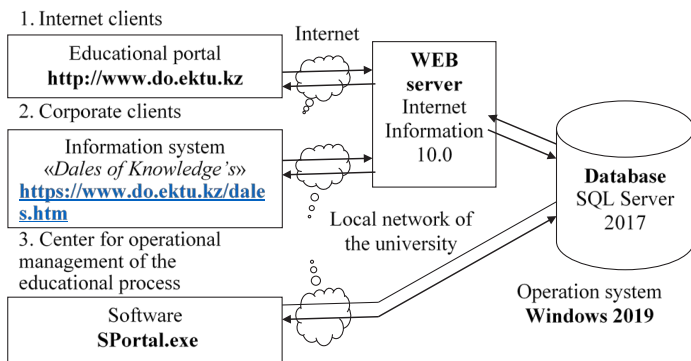 1. Internet clients
Internet
Educational portal
http://www.do.ektu.kz
WEB
server
Internet
Information
10.0
2. Corporate clients
Information system
«Dales of Knowledge's»
https://www.do.ektu.kz/dale
s.htm
Database
SQL Server
2017
Local network of
the university
3. Center for operational
management of the
educational process
Software
SPortal.exe
Operation system
Windows 2019